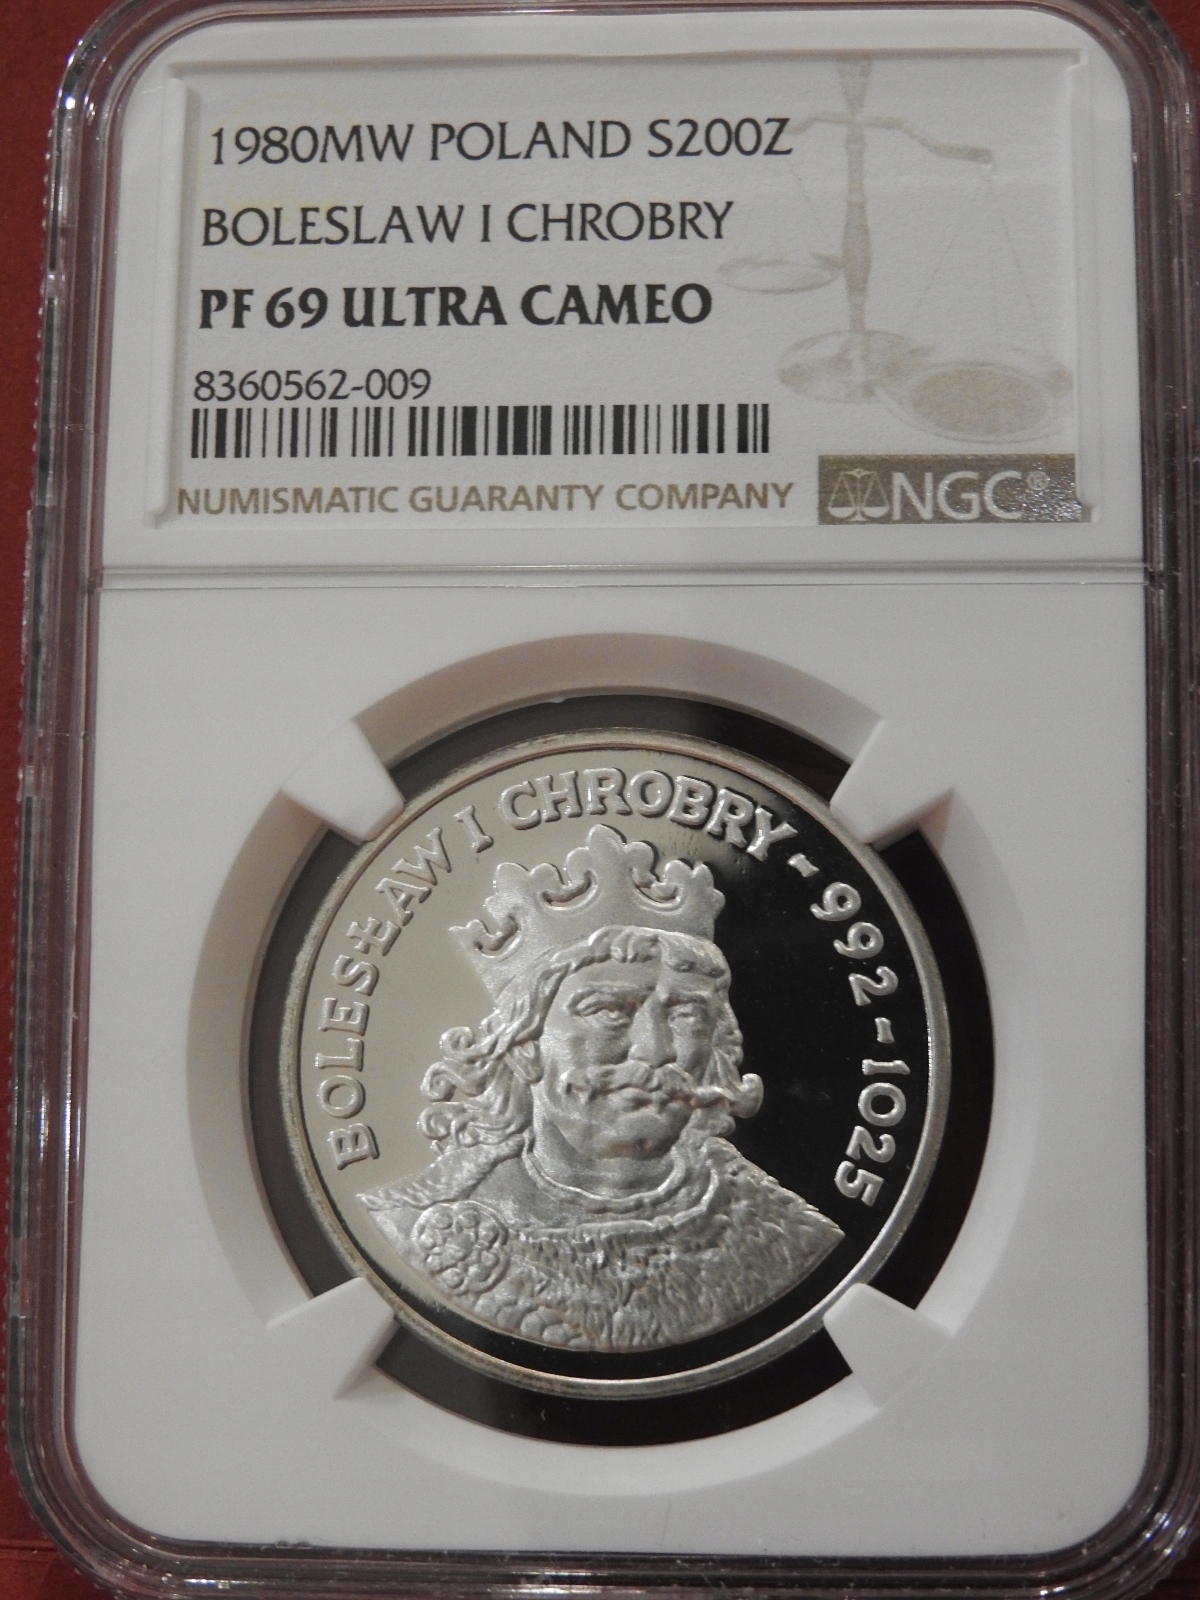 1980MW POLAND S200Z
BOLESLAW I CHROBRY
PF 69 ULTRA CAMEO
8360562-009
NUMISMATIC GUARANTY COMPANY
NGC®
BOLESŁAW I CHROBRY - 992 - 1025